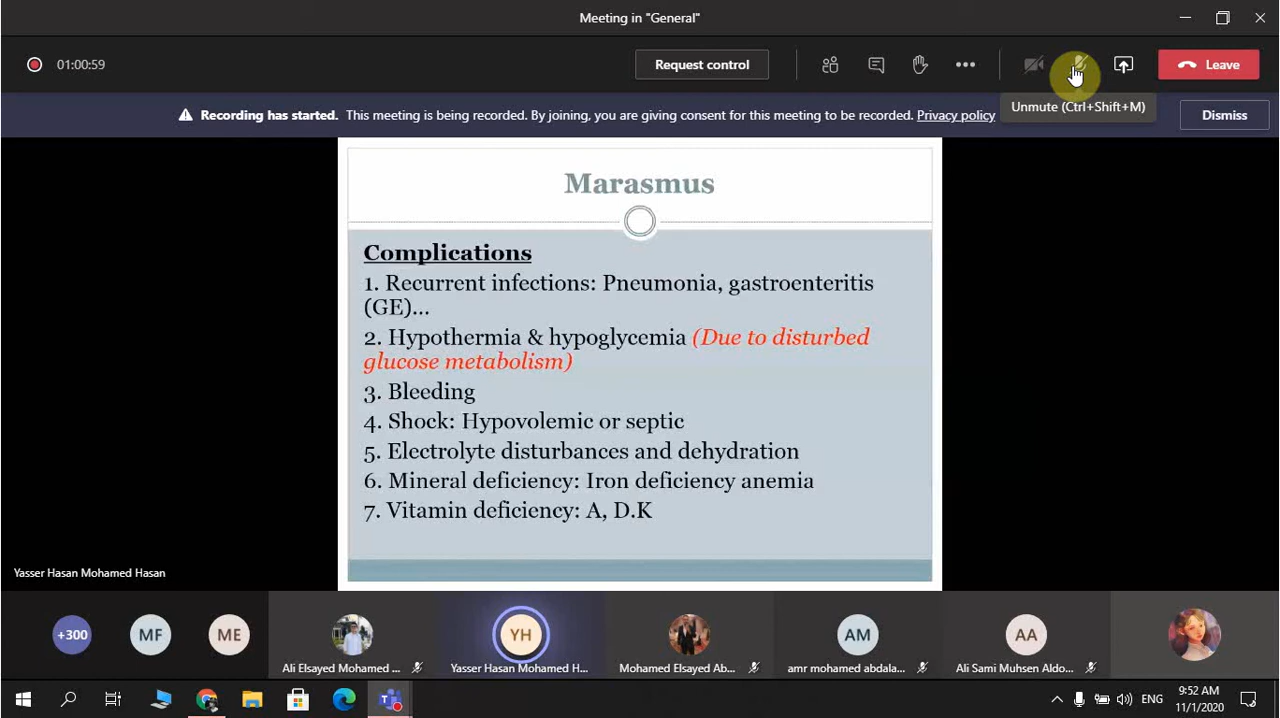 Meeting in "General"
01:00:59
Request control
Leave
Unmute (Ctrl+Shift+M)
Recording has started. This meeting is being recorded. By joining, you are giving consent for this meeting to be recorded. Privacy policy
Dismiss
Marasmus
Complications
1. Recurrent infections: Pneumonia, gastroenteritis
(GE)...
2. Hypothermia & hypoglycemia (Due to disturbed
glucose metabolism)
3. Bleeding
4. Shock: Hypovolemic or septic
5. Electrolyte disturbances and dehydration
6. Mineral deficiency: Iron deficiency anemia
7. Vitamin deficiency: A, D.K
Yasser Hasan Mohamed Hasan
+300
MF
ME
YH
AM
AA
Ali Elsayed Mohamed ...
Yasser Hasan Mohamed H...
Mohamed Elsayed Ab...
amr mohamed abdala...
Ali Sami Muhsen Aldo...
ENG
9:52 AM
11/1/2020